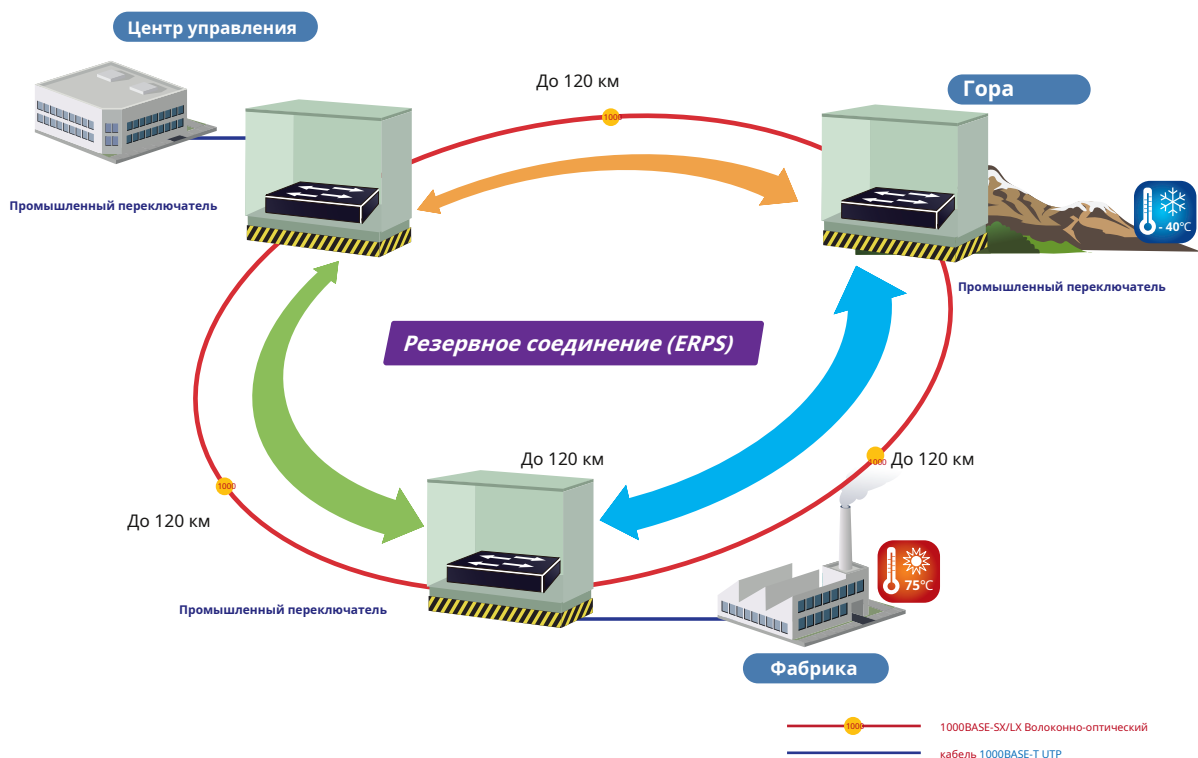 Центр управления
До 120 км
Гора
1000
Промышленный переключатель
- 40°C
Промышленный переключатель
Резервное соединение (ERPS)
До 120 км
1000
До 120 км
1000
До 120 км
75°C
Промышленный переключатель
Фабрика
1000
1000BASE-SX/LX Волоконно-оптический
кабель 1000BASE-T UTP